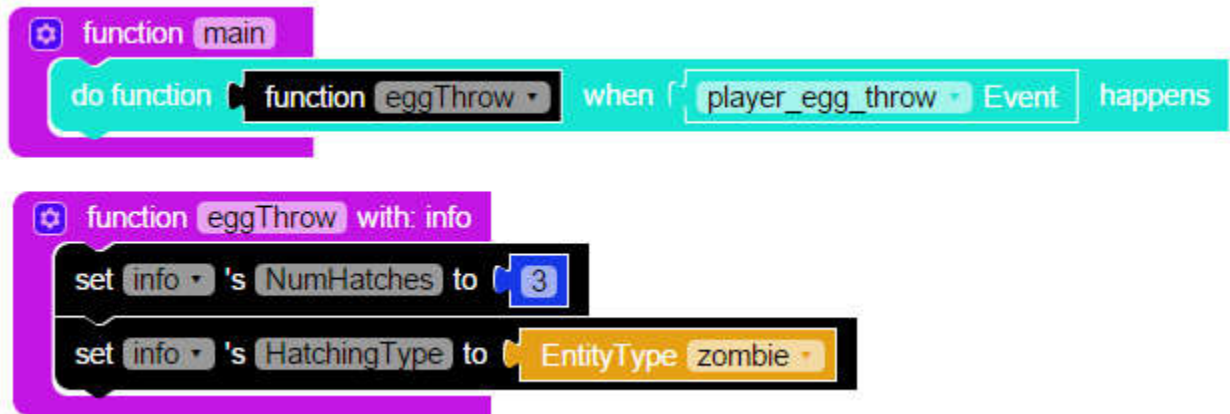 function main
do function function eggThrow when player_egg_throw Event happens
function eggThrow with: info
set info 's NumHatches to 3
set info 's HatchingType to EntityType zombie